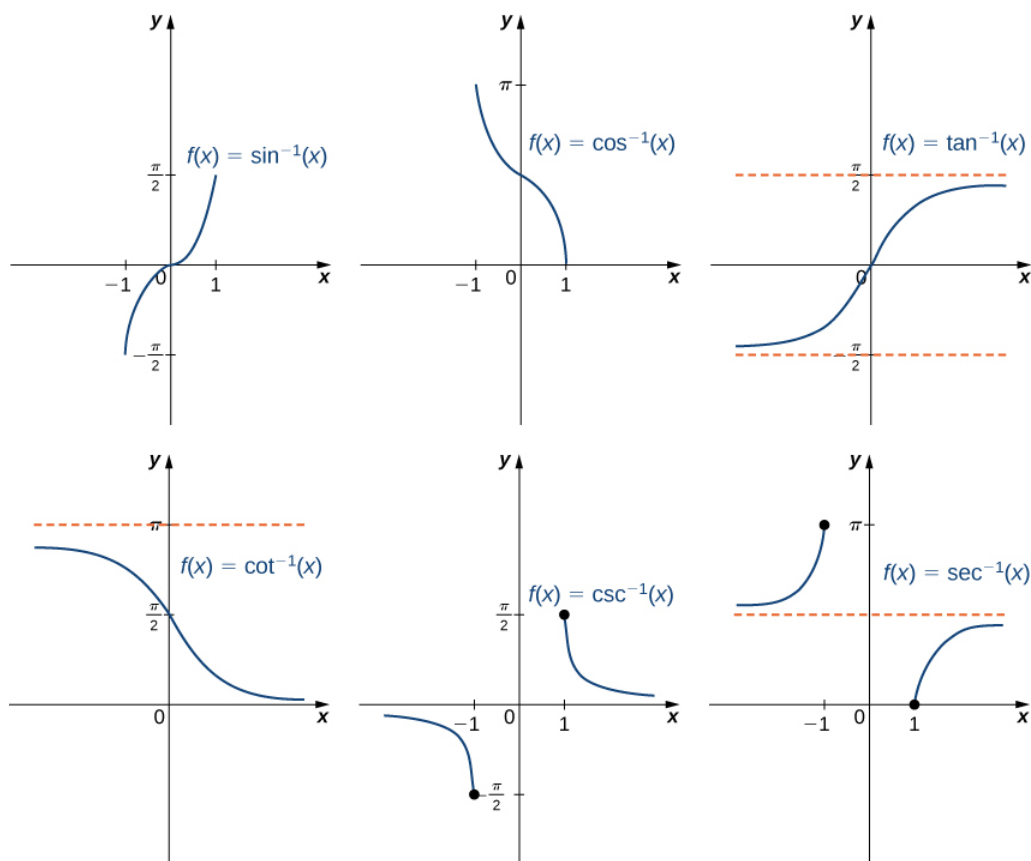 y
f(x) = sin⁻¹(x)
π/2
0
−1
1
x
−π/2
y
π
f(x) = cos⁻¹(x)
−1
0
1
x
y
f(x) = tan⁻¹(x)
π/2
0
x
−π/2
y
π
f(x) = cot⁻¹(x)
π/2
0
x
y
f(x) = csc⁻¹(x)
π/2
−1
0
1
x
−π/2
y
π
f(x) = sec⁻¹(x)
π/2
−1
0
1
x